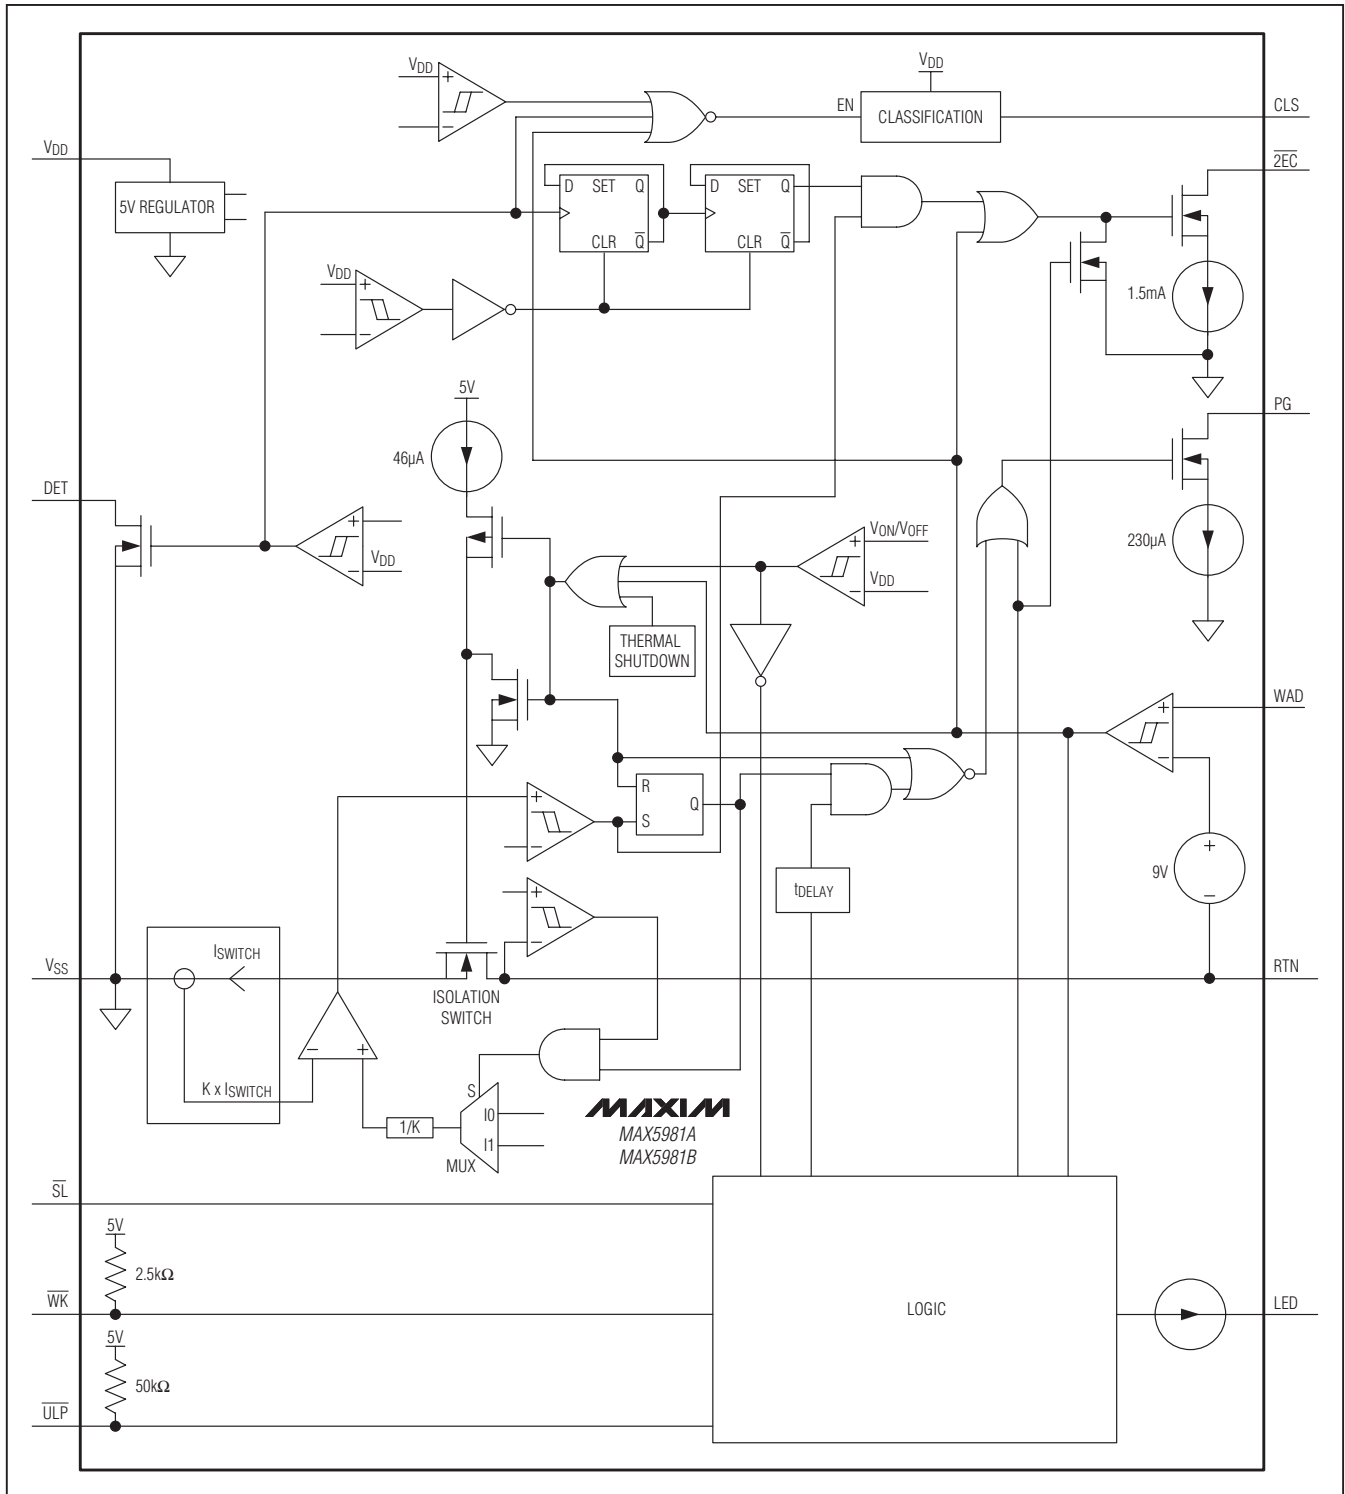 VDD
+
−
EN
VDD
CLASSIFICATION
CLS
VDD
5V REGULATOR
2EC
D SET Q
CLR Q
D SET Q
CLR Q
VDD
+
−
1.5mA
5V
46µA
PG
DET
+
−
VDD
VON/VOFF
+
−
VDD
230µA
THERMAL
SHUTDOWN
WAD
+
−
R
S
Q
+
−
tDELAY
9V
+
−
+
−
VSS
ISWITCH
ISOLATION
SWITCH
RTN
− +
K x ISWITCH
S
1/K
I0
I1
MUX
MAXIM
MAX5981A
MAX5981B
SL
5V
2.5kΩ
WK
LOGIC
LED
5V
50kΩ
ULP